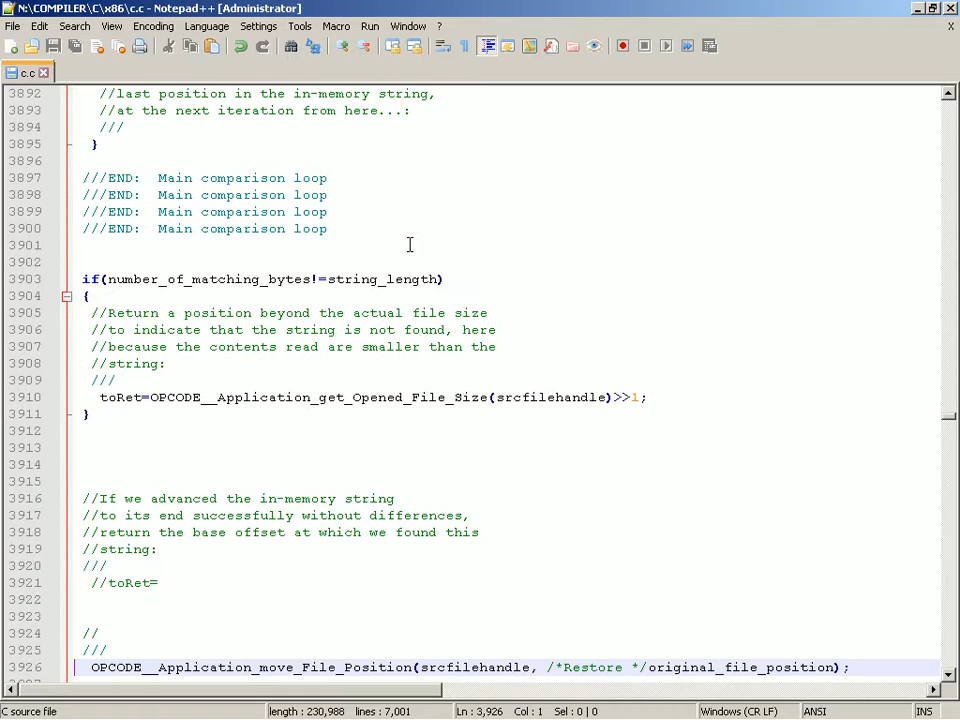 N:\COMPILER\C\x86\c.c - Notepad++ [Administrator]
File Edit Search View Encoding Language Settings Tools Macro Run Window ?
X
c.c
3892 //last position in the in-memory string,
3893 //at the next iteration from here...:
3894 ///
3895 }
3896
3897 ///END: Main comparison loop
3898 ///END: Main comparison loop
3899 ///END: Main comparison loop
3900 ///END: Main comparison loop
3901
3902
3903 if(number_of_matching_bytes!=string_length)
3904 {
3905 //Return a position beyond the actual file size
3906 //to indicate that the string is not found, here
3907 //because the contents read are smaller than the
3908 //string:
3909 ///
3910 toRet=OPCODE__Application_get_Opened_File_Size(srcfilehandle)>>1;
3911 }
3912
3913
3914
3915
3916 //If we advanced the in-memory string
3917 //to its end successfully without differences,
3918 //return the base offset at which we found this
3919 //string:
3920 ///
3921 //toRet=
3922
3923
3924 //
3925 ///
3926 OPCODE__Application_move_File_Position(srcfilehandle, /*Restore */original_file_position);
C source file length : 230,988 lines : 7,001 Ln : 3,926 Col : 1 Sel : 0 | 0 Windows (CR LF) ANSI INS